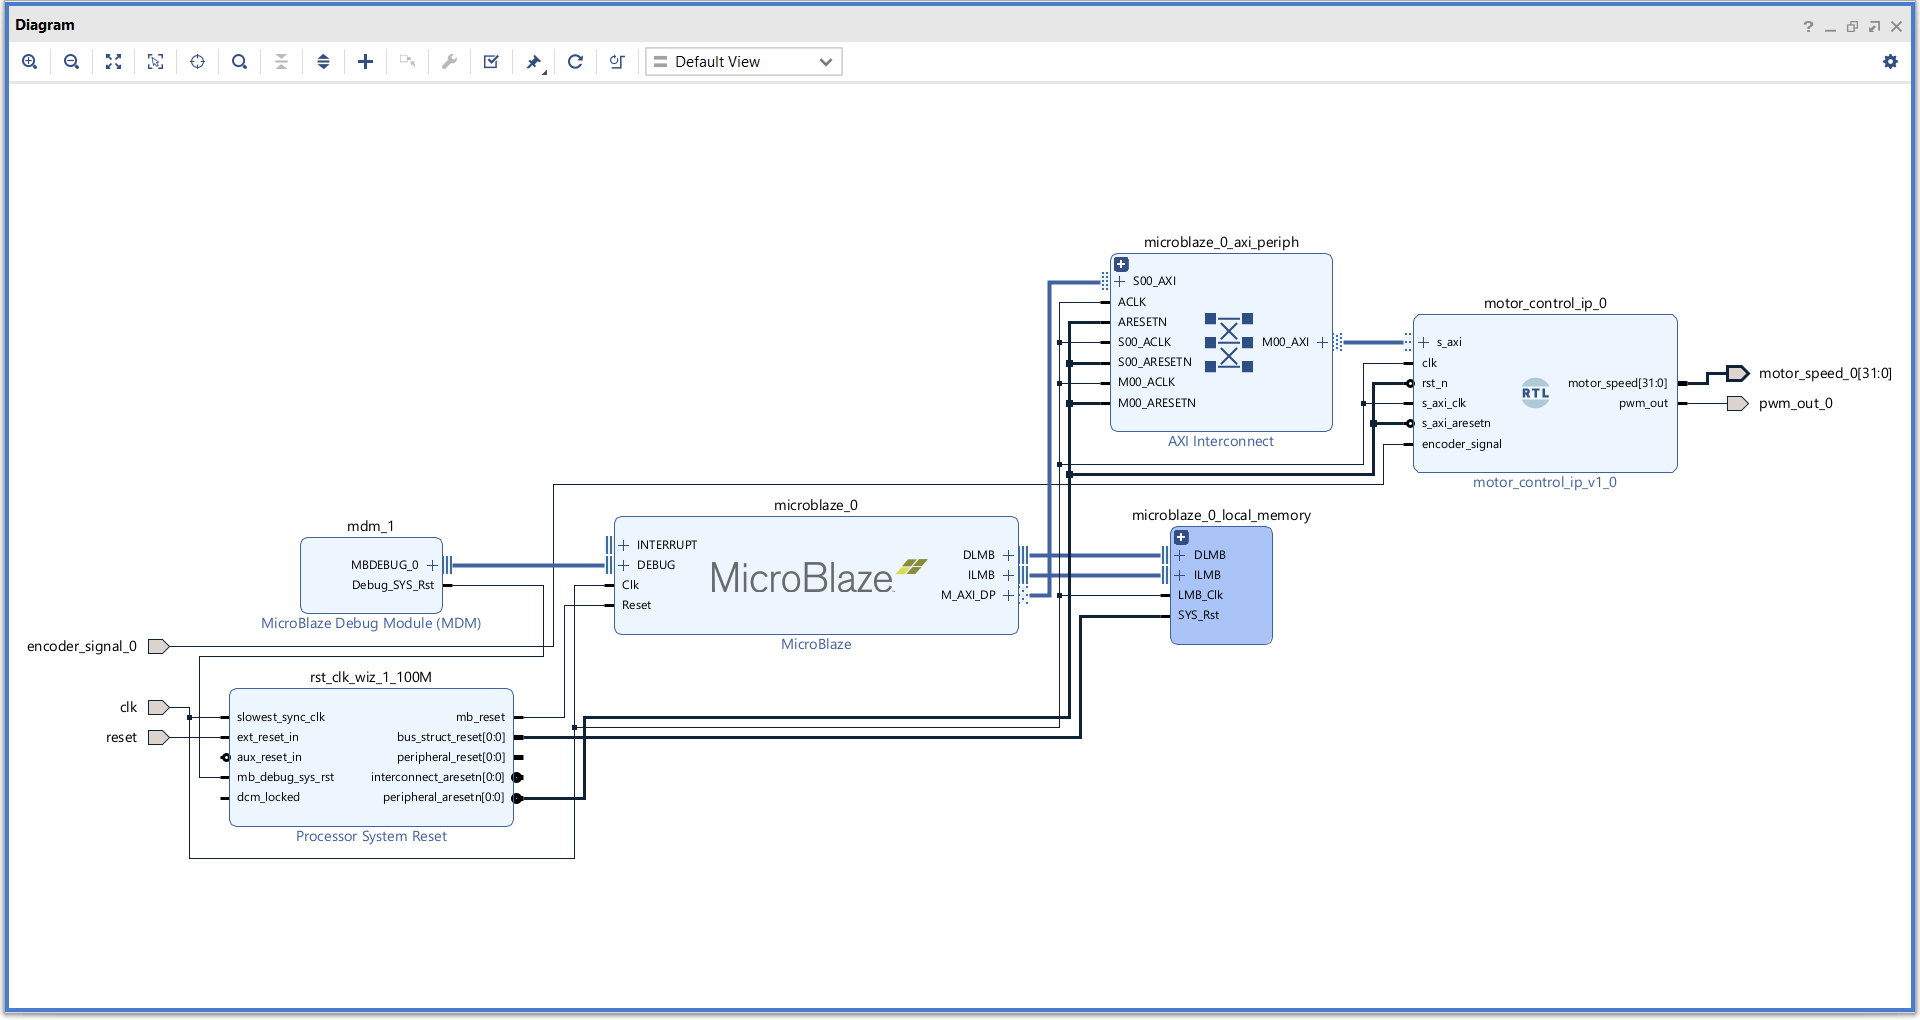 Diagram
Default View
microblaze_0_axi_periph
S00_AXI
ACLK
ARESETN
S00_ACLK
S00_ARESETN
M00_ACLK
M00_ARESETN
M00_AXI
AXI Interconnect
motor_control_ip_0
s_axi
clk
rst_n
s_axi_clk
s_axi_aresetn
encoder_signal
RTL
motor_speed[31:0]
pwm_out
motor_control_ip_v1_0
motor_speed_0[31:0]
pwm_out_0
mdm_1
MBDEBUG_0
Debug_SYS_Rst
MicroBlaze Debug Module (MDM)
microblaze_0
INTERRUPT
DEBUG
Clk
Reset
MicroBlaze
DLMB
ILMB
M_AXI_DP
MicroBlaze
microblaze_0_local_memory
DLMB
ILMB
LMB_Clk
SYS_Rst
encoder_signal_0
clk
reset
rst_clk_wiz_1_100M
slowest_sync_clk
ext_reset_in
aux_reset_in
mb_debug_sys_rst
dcm_locked
mb_reset
bus_struct_reset[0:0]
peripheral_reset[0:0]
interconnect_aresetn[0:0]
peripheral_aresetn[0:0]
Processor System Reset